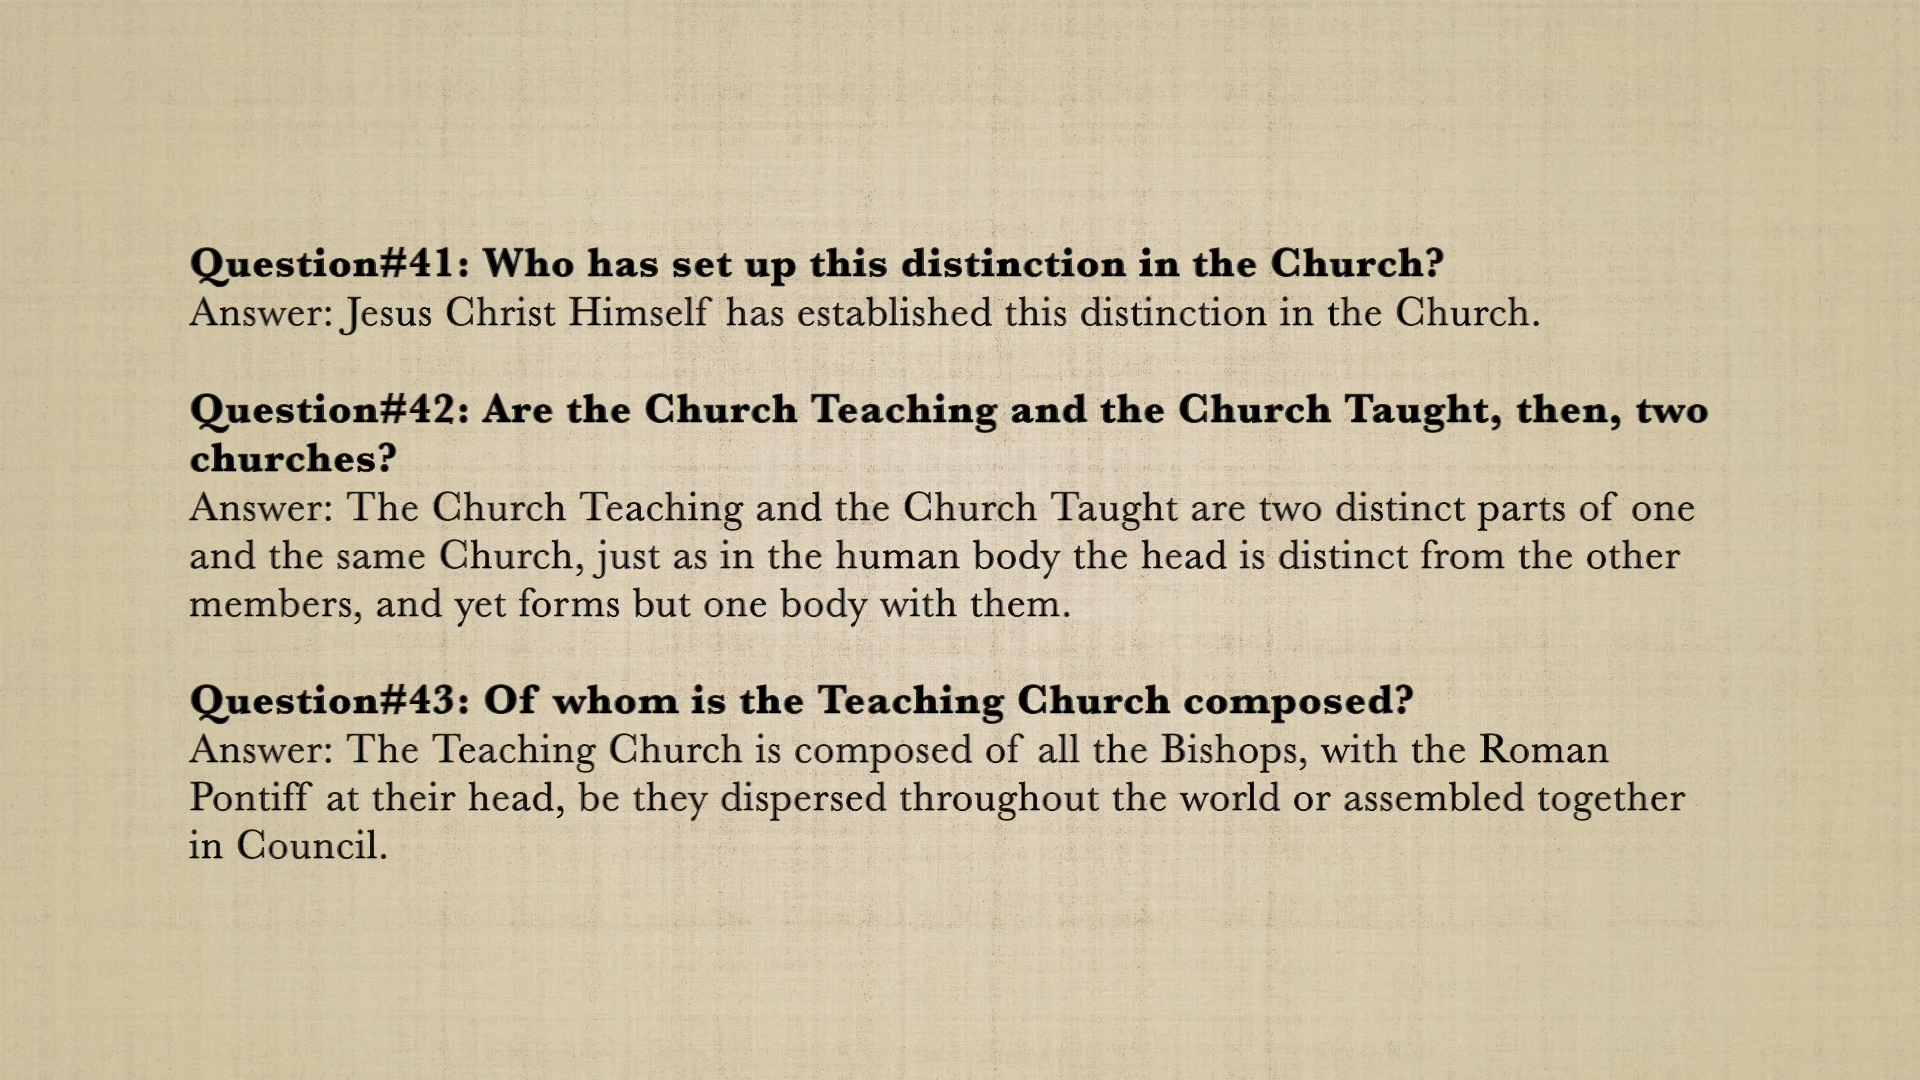 Question#41: Who has set up this distinction in the Church?
Answer: Jesus Christ Himself has established this distinction in the Church.
Question#42: Are the Church Teaching and the Church Taught, then, two
churches?
Answer: The Church Teaching and the Church Taught are two distinct parts of one
and the same Church, just as in the human body the head is distinct from the other
members, and yet forms but one body with them.
Question#43: Of whom is the Teaching Church composed?
Answer: The Teaching Church is composed of all the Bishops, with the Roman
Pontiff at their head, be they dispersed throughout the world or assembled together
in Council.